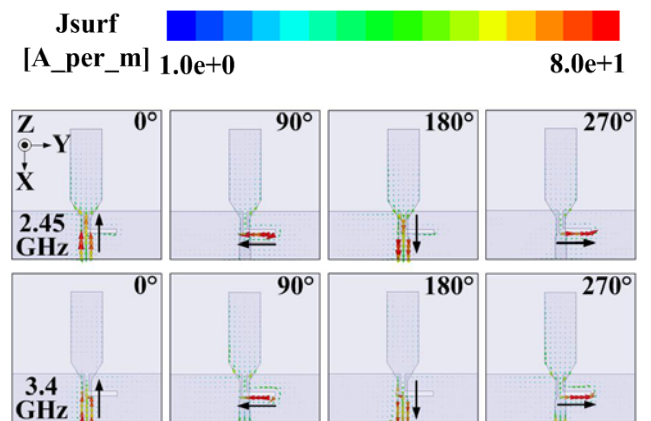 Jsurf
[A_per_m] 1.0e+0 8.0e+1
Z 0° 90° 180° 270°
Y
X
2.45
GHz
0° 90° 180° 270°
3.4
GHz